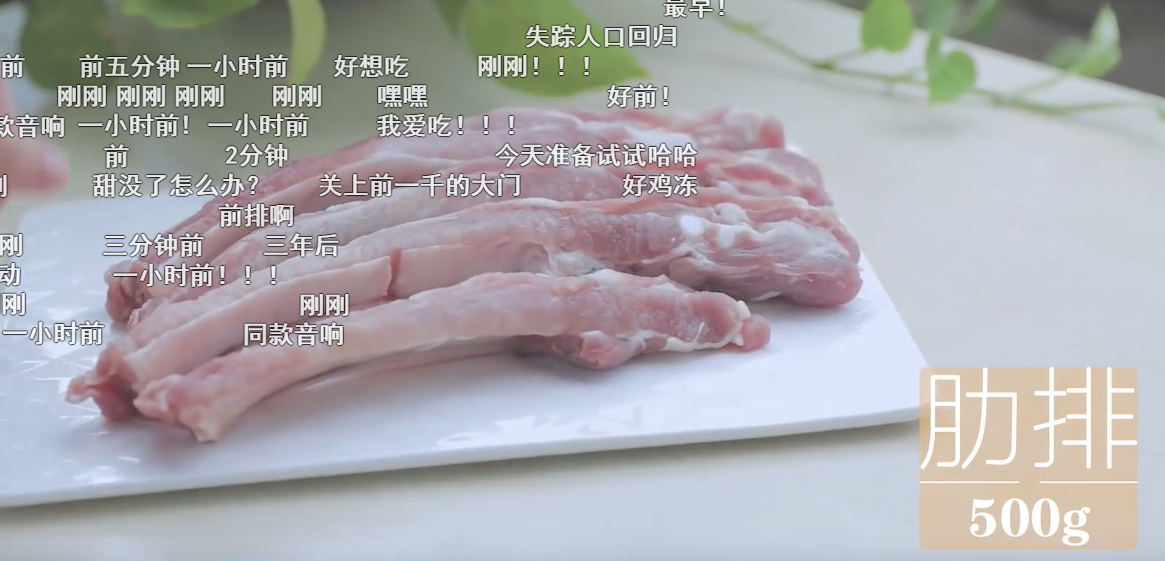 最早！
失踪人口回归
前 前五分钟 一小时前 好想吃 刚刚！！！
刚刚 刚刚 刚刚 刚刚 嘿嘿 好前！
款音响 一小时前！ 一小时前 我爱吃！！！
前 2分钟 今天准备试试哈哈
甜没了怎么办？ 关上前一千的大门 好鸡冻
前排啊
刚 三分钟前 三年后
动 一小时前！！！
刚 刚刚
一小时前 同款音响
肋排
500g